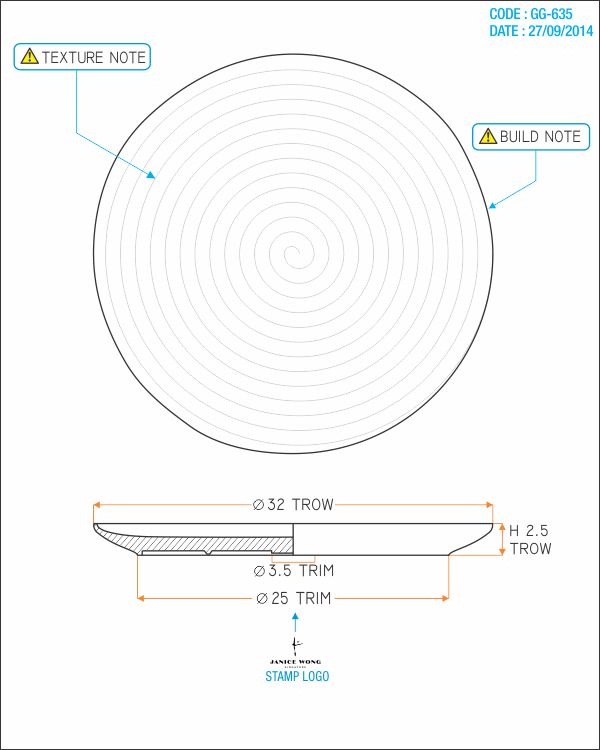 CODE : GG-635
DATE : 27/09/2014
TEXTURE NOTE
BUILD NOTE
Ø 32 TROW
H 2.5
TROW
Ø 3.5 TRIM
Ø 25 TRIM
JANICE WONG
SINGAPORE
STAMP LOGO